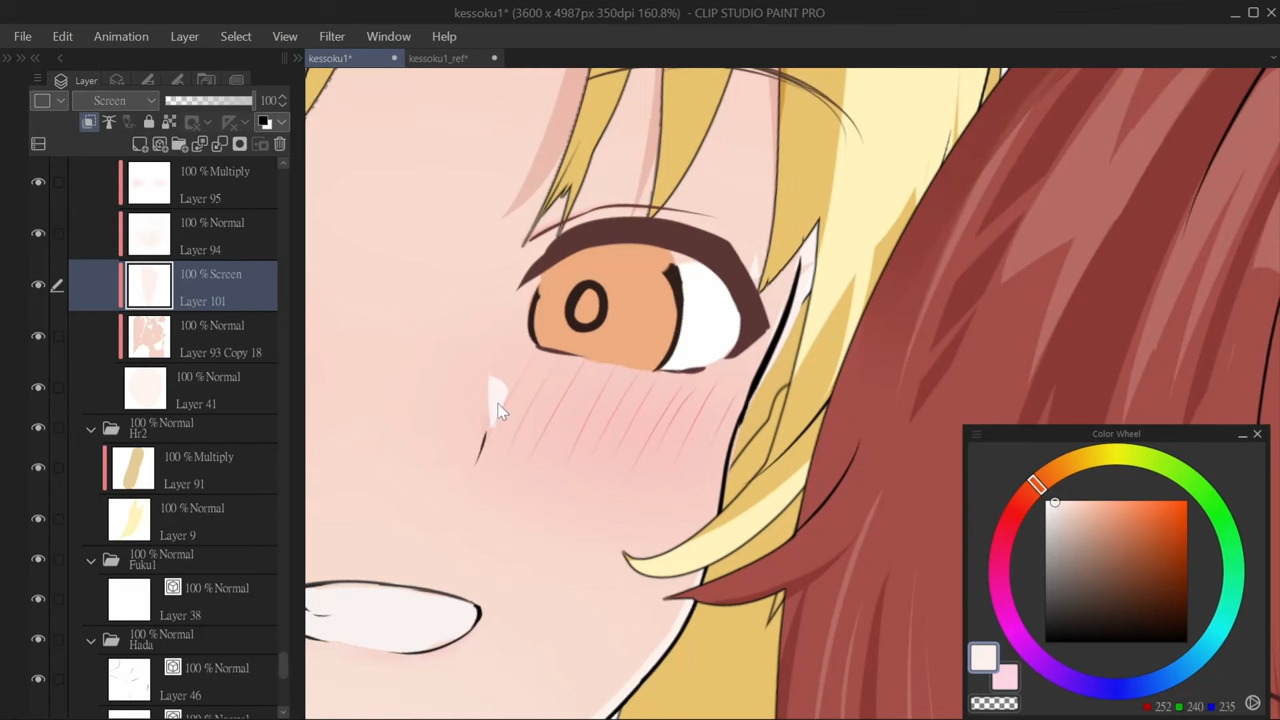 kessoku1* (3600 x 4987px 350dpi 160.8%) - CLIP STUDIO PAINT PRO
File Edit Animation Layer Select View Filter Window Help
kessoku1* kessoku1_ref*
Layer
Screen 100
100 %Multiply
Layer 95
100 %Normal
Layer 94
100 %Screen
Layer 101
100 %Normal
Layer 93 Copy 18
100 %Normal
Layer 41
100 %Normal
Hr2
100 %Multiply
Layer 91
100 %Normal
Layer 9
100 %Normal
Fuku1
100 %Normal
Layer 38
100 %Normal
Hada
100 %Normal
Layer 46
Color Wheel
252 240 235